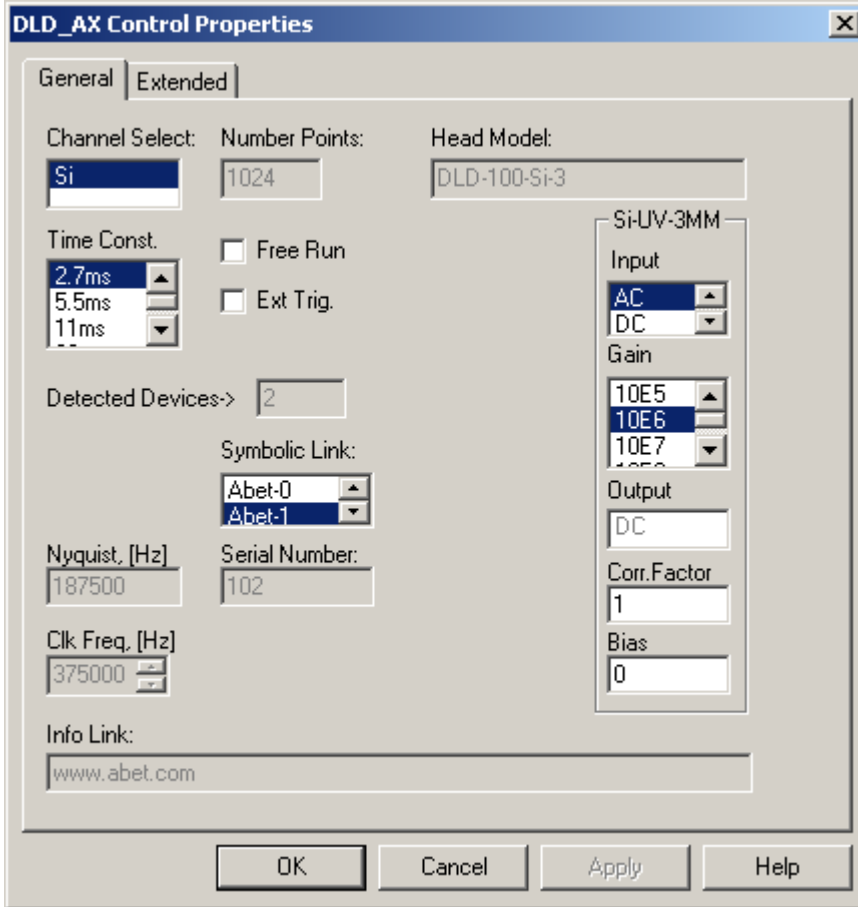 DLD_AX Control Properties
General Extended
Channel Select: Number Points: Head Model:
Si 1024 DLD-100-Si-3
Si-UV-3MM
Time Const. Free Run Input
2.7ms AC
5.5ms Ext Trig. DC
11ms
Gain
10E5
Detected Devices-> 2 10E6
10E7
Symbolic Link:
Abet-0 Output
Abet-1 DC
Nyquist, [Hz] Serial Number: Corr.Factor
187500 102 1
Clk Freq, [Hz] Bias
375000 0
Info Link:
www.abet.com
OK Cancel Apply Help